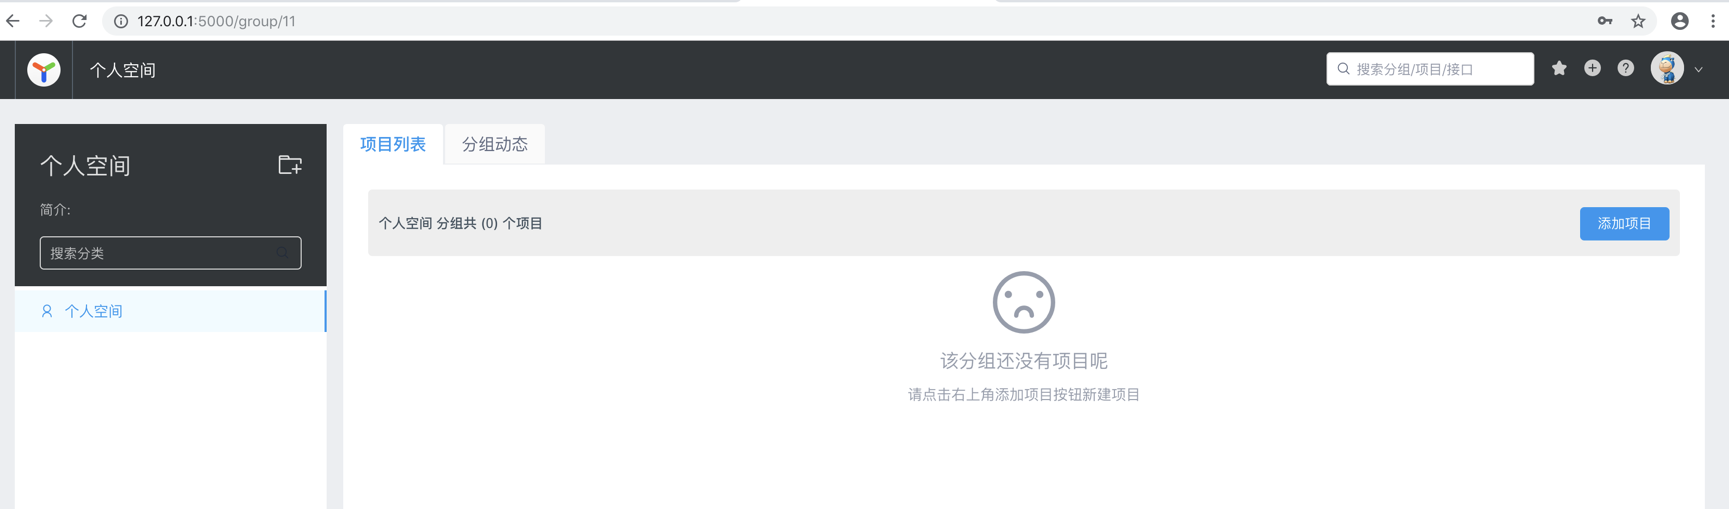 127.0.0.1:5000/group/11
个人空间
搜索分组/项目/接口
个人空间
简介:
搜索分类
个人空间
项目列表
分组动态
个人空间 分组共 (0) 个项目
添加项目
该分组还没有项目呢
请点击右上角添加项目按钮新建项目